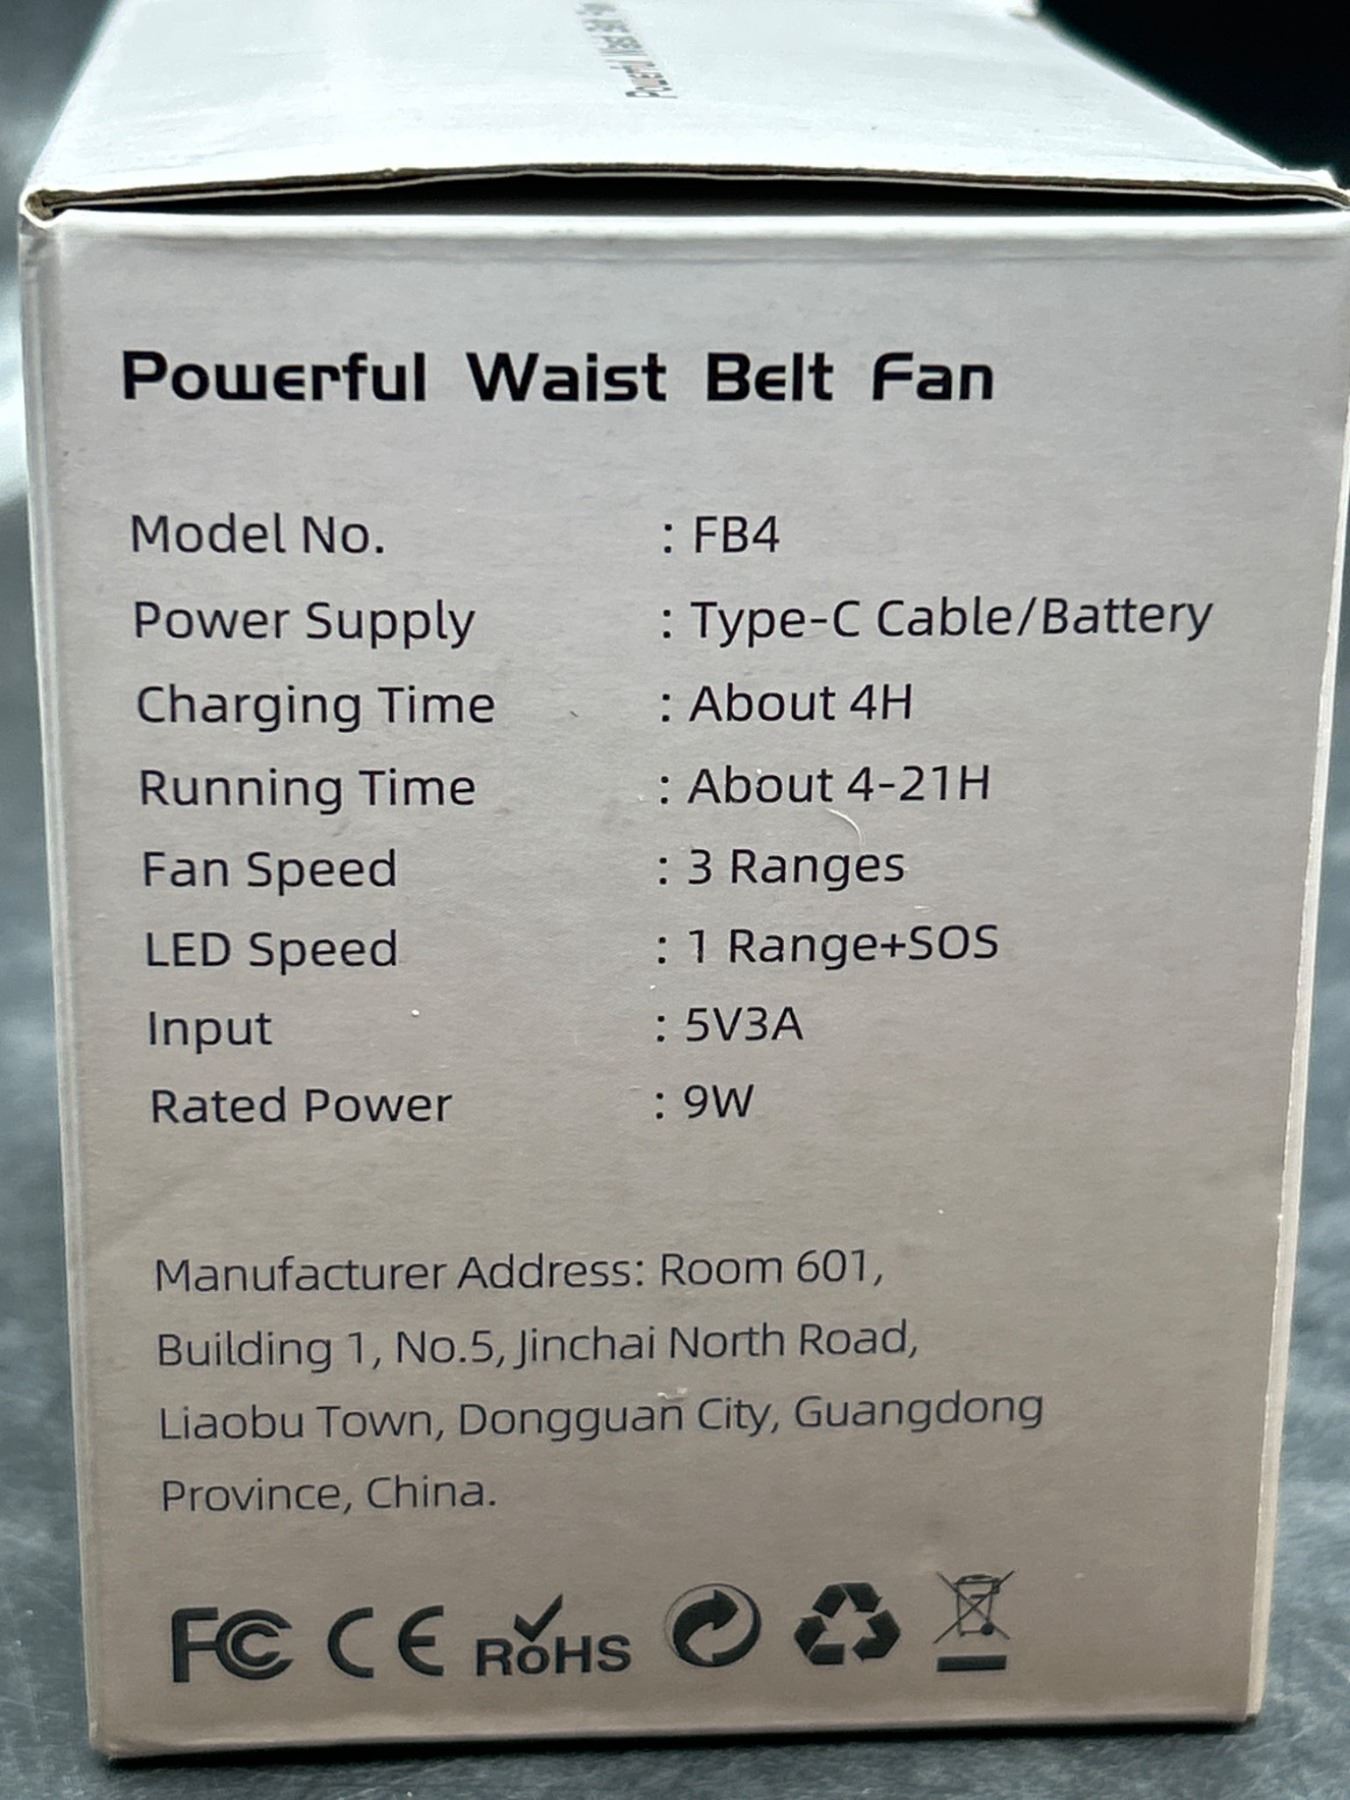 Powerful Waist Belt Fan
Model No. : FB4
Power Supply : Type-C Cable/Battery
Charging Time : About 4H
Running Time : About 4-21H
Fan Speed : 3 Ranges
LED Speed : 1 Range+SOS
Input : 5V3A
Rated Power : 9W
Manufacturer Address: Room 601,
Building 1, No.5, Jinchai North Road,
Liaobu Town, Dongguan City, Guangdong
Province, China.
FC CE RoHS